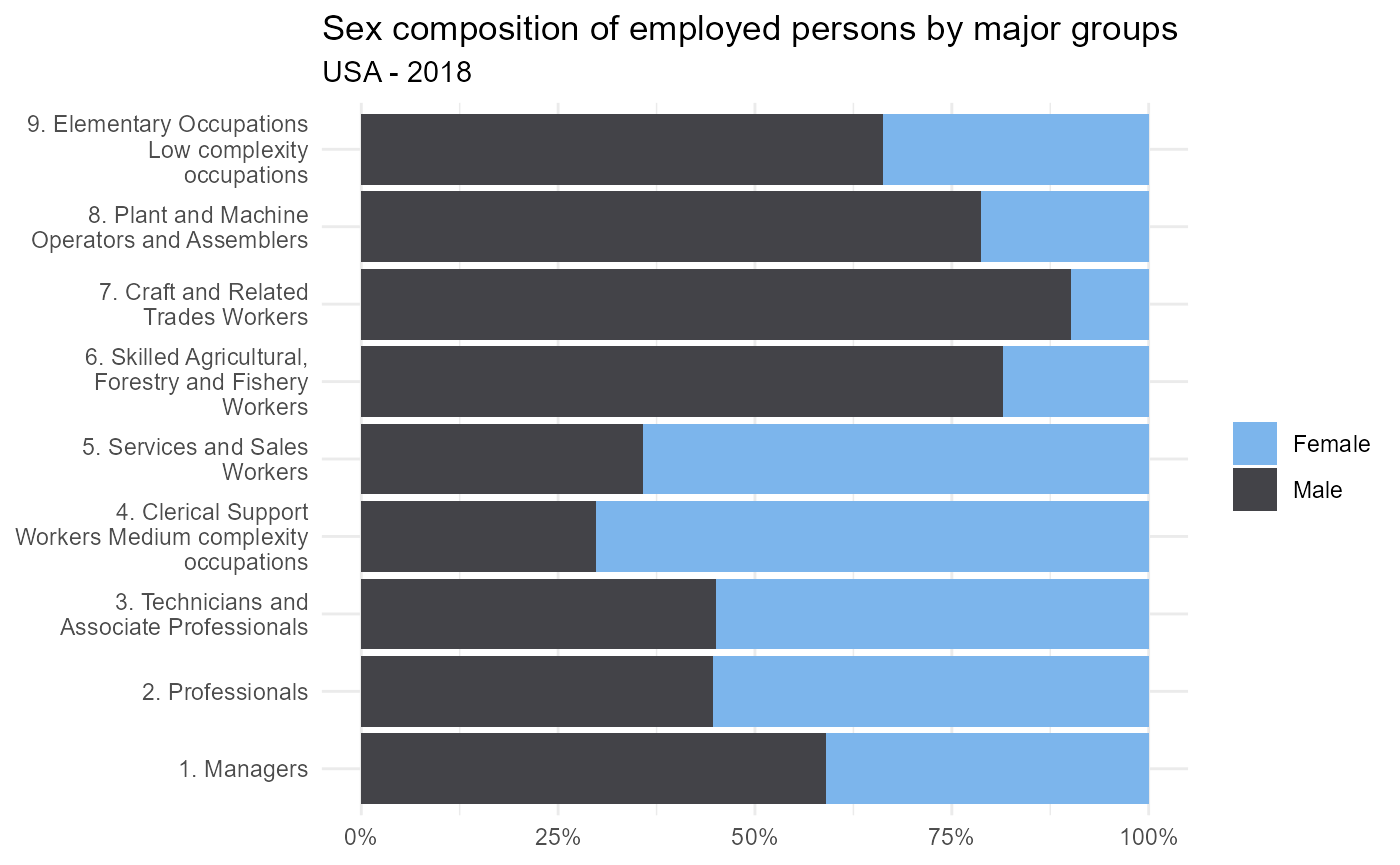 Sex composition of employed persons by major groups
USA - 2018
9. Elementary Occupations
Low complexity
occupations
8. Plant and Machine
Operators and Assemblers
7. Craft and Related
Trades Workers
6. Skilled Agricultural,
Forestry and Fishery
Workers
5. Services and Sales
Workers
4. Clerical Support
Workers Medium complexity
occupations
3. Technicians and
Associate Professionals
2. Professionals
1. Managers
0% 25% 50% 75% 100%
Female
Male